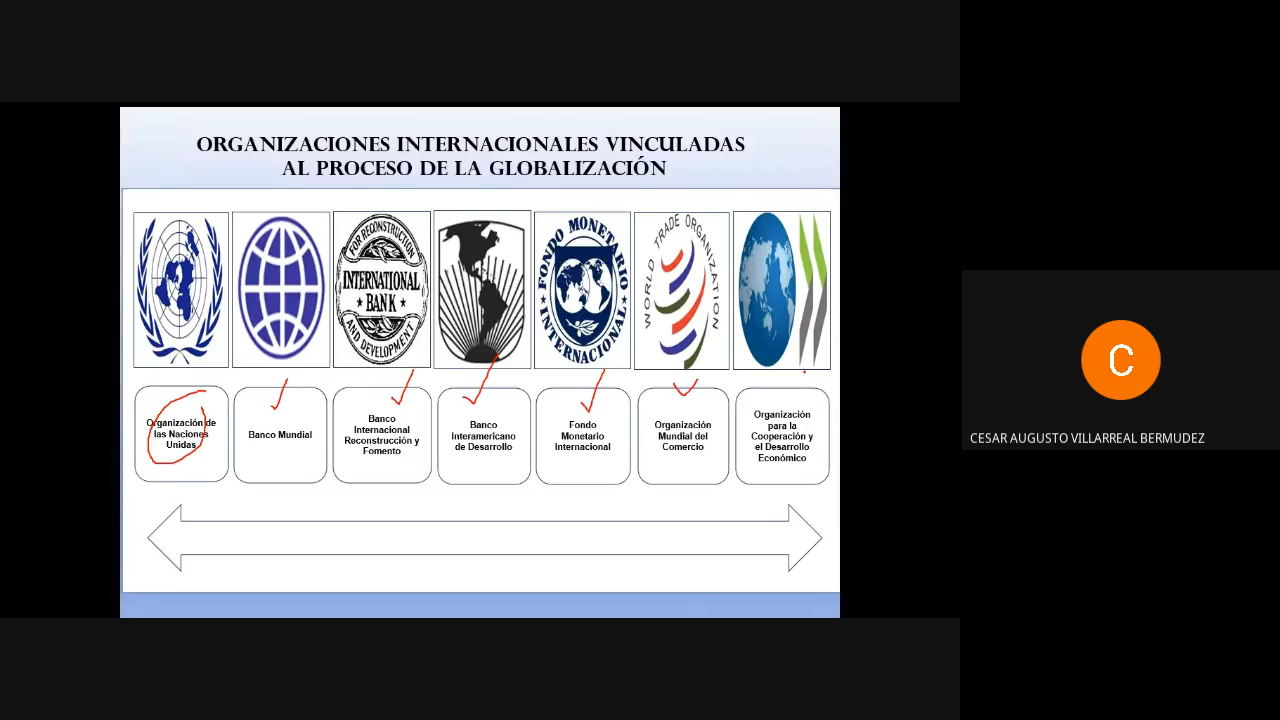 ORGANIZACIONES INTERNACIONALES VINCULADAS
AL PROCESO DE LA GLOBALIZACIÓN
FOR RECONSTRUCTION
INTERNATIONAL
BANK
AND DEVELOPMENT
FONDO MONETARIO
INTERNACIONAL
WORLD TRADE ORGANIZATION
Organización de
las Naciones
Unidas
Banco Mundial
Banco
Internacional
Reconstrucción y
Fomento
Banco
Interamericano
de Desarrollo
Fondo
Monetario
Internacional
Organización
Mundial del
Comercio
Organización
para la
Cooperación y
el Desarrollo
Económico
C
CESAR AUGUSTO VILLARREAL BERMUDEZ